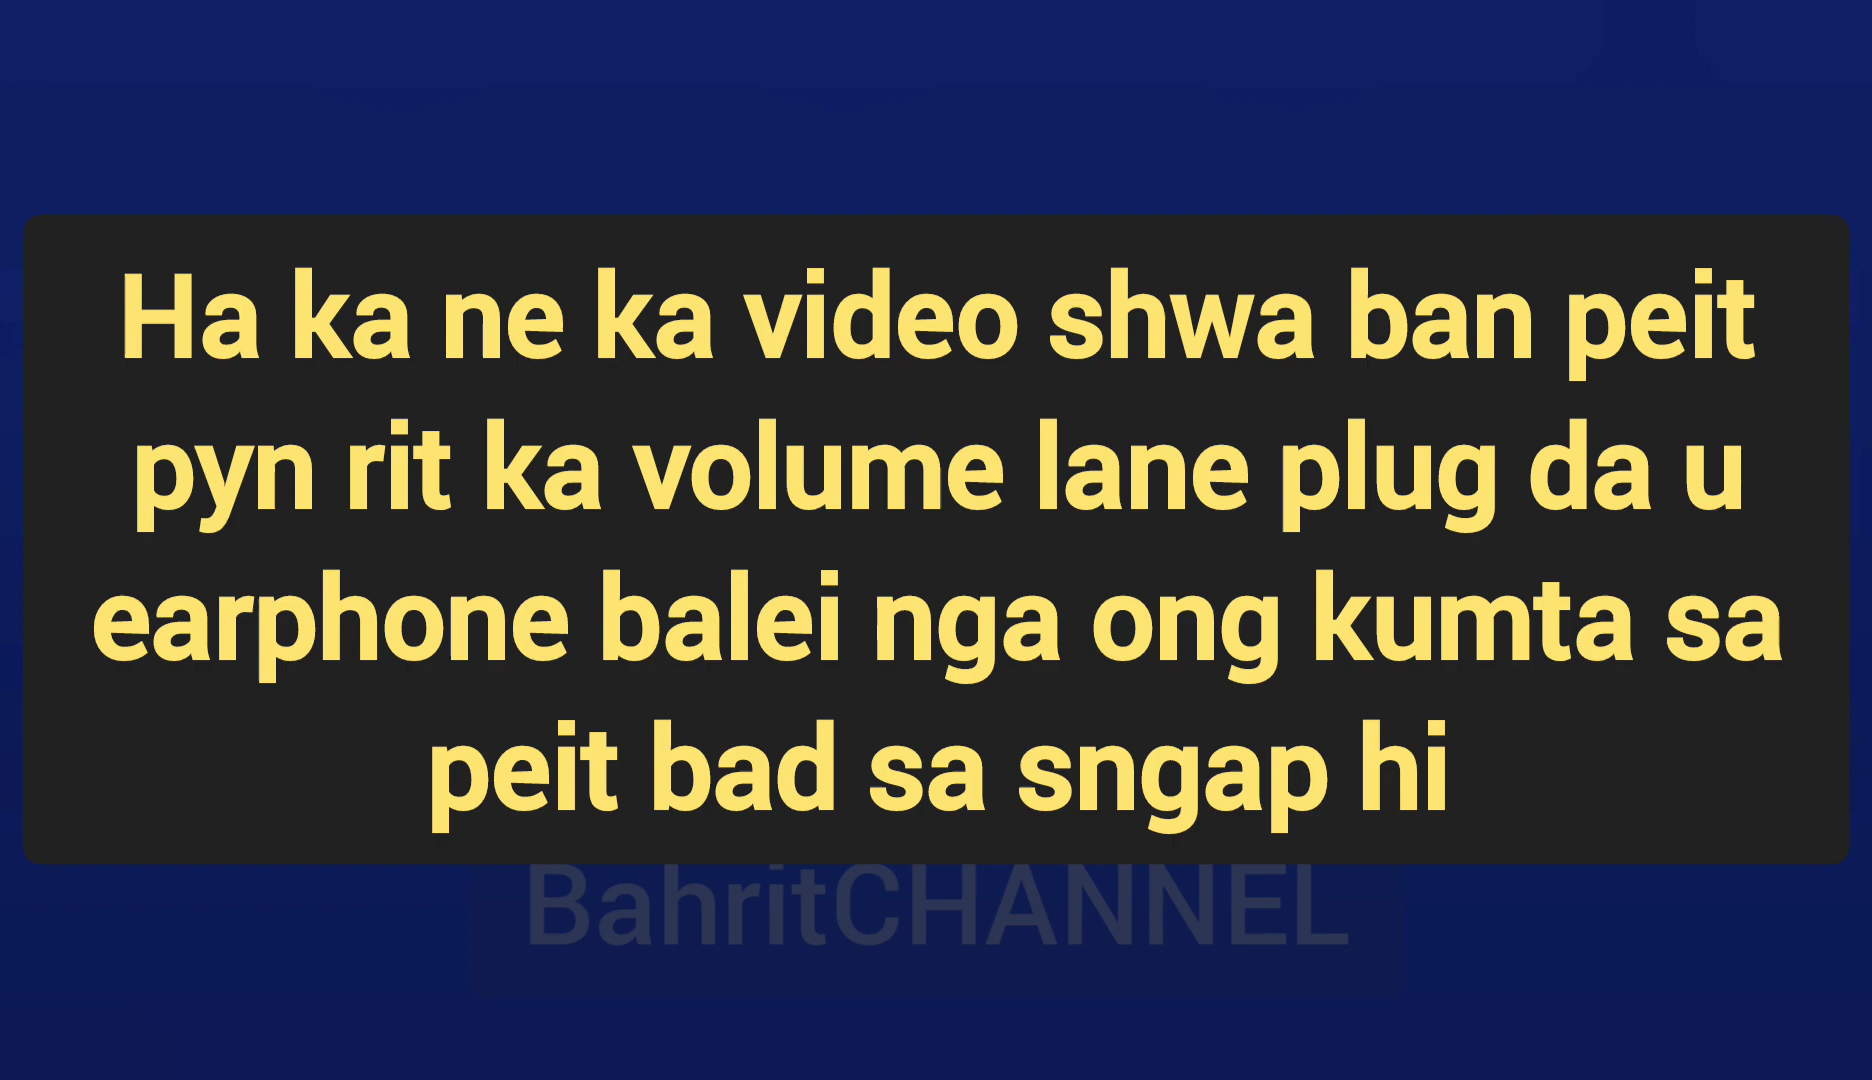 Ha ka ne ka video shwa ban peit
pyn rit ka volume lane plug da u
earphone balei nga ong kumta sa
peit bad sa sngap hi
BahritCHANNEL